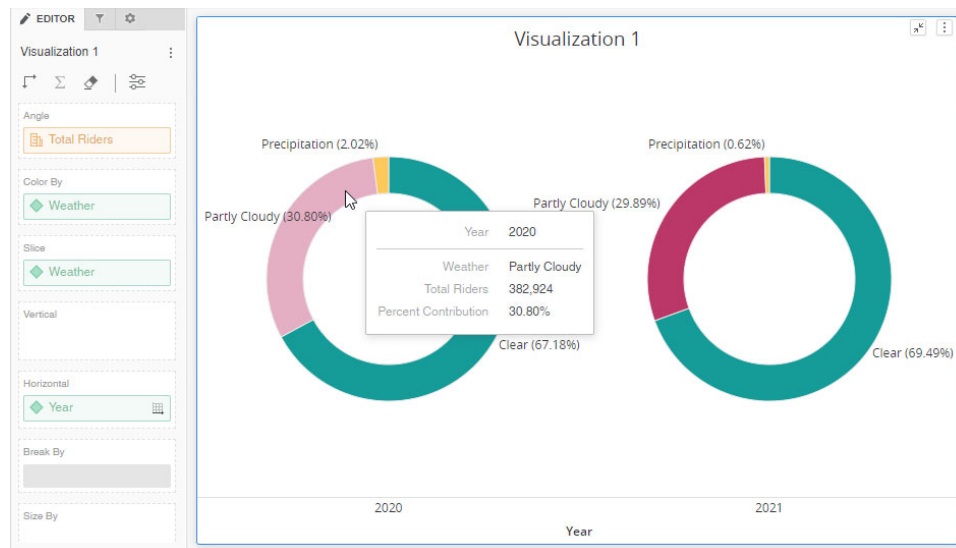 EDITOR
Visualization 1
Angle
Total Riders
Color By
Weather
Slice
Weather
Vertical
Horizontal
Year
Break By
Size By
Visualization 1
Precipitation (2.02%)
Partly Cloudy (30.80%)
Clear (67.18%)
Year 2020
Weather Partly Cloudy
Total Riders 382,924
Percent Contribution 30.80%
Precipitation (0.62%)
Partly Cloudy (29.89%)
Clear (69.49%)
2020 2021
Year